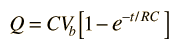 Q = CV_b[1 − e^{−t/RC}]